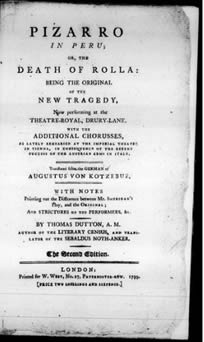 PIZARRO
IN PERU;
OR, THE
DEATH OF ROLLA:
BEING THE ORIGINAL
OF THE
NEW TRAGEDY,
Now performing at the
THEATRE-ROYAL, DRURY-LANE.
WITH THE
ADDITIONAL CHORUSSES,
AS LATELY REHEARSED AT THE IMPERIAL THEATRE
IN VIENNA, IN CONSEQUENCE OF THE RECENT
SUCCESS OF THE AUSTRIAN ARMS IN ITALY.
Translated from the GERMAN of
AUGUSTUS VON KOTZEBUE,
WITH NOTES
Pointing out the Difference between Mr. SHERIDAN's
Play, and the ORIGINAL;
And STRICTURES on the PERFORMERS, &c.
BY THOMAS DUTTON, A. M.
AUTHOR OF THE LITERARY CENSUS, AND TRANS-
LATOR OF THE SEBALDUS NOTH-ANKER.
The Second Edition.
LONDON:
Printed for W. WEST, No. 27, PATERNOSTER-ROW. 1799.
[PRICE TWO SHILLINGS AND SIXPENCE.]